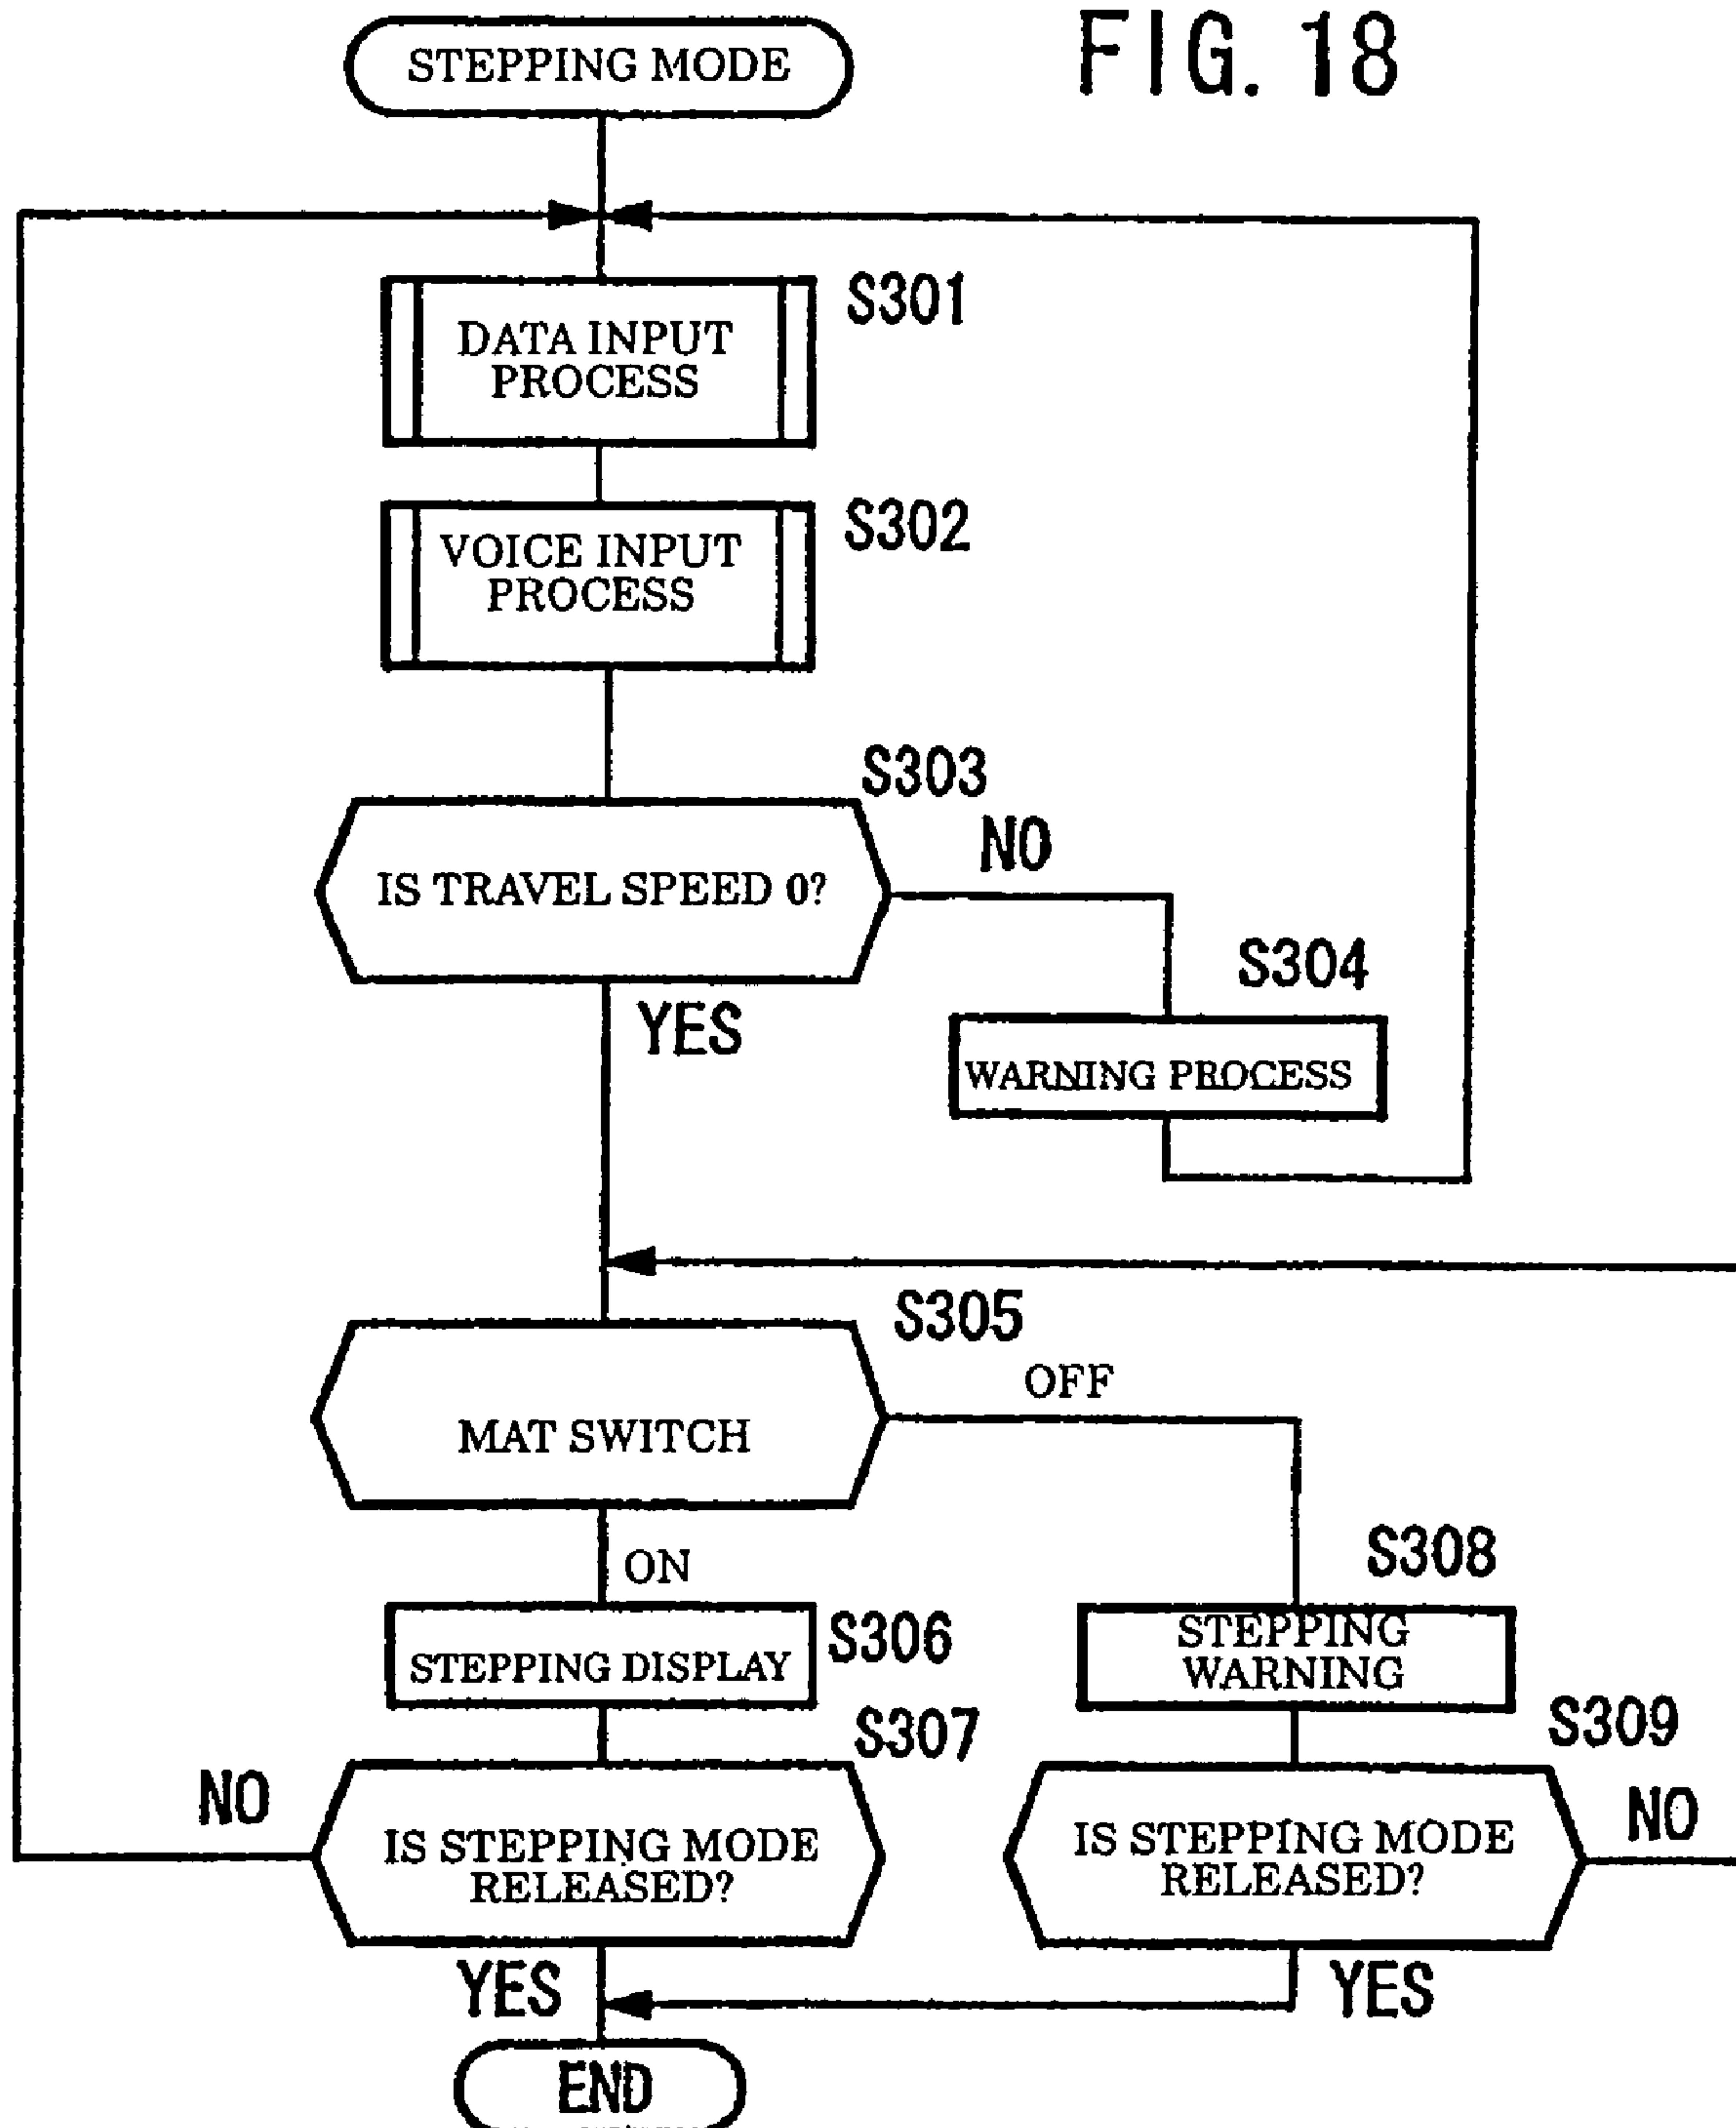 FIG. 18
STEPPING MODE
S301
DATA INPUT
PROCESS
S302
VOICE INPUT
PROCESS
S303
IS TRAVEL SPEED 0?
NO
YES
S304
WARNING PROCESS
S305
MAT SWITCH
OFF
ON
S306
STEPPING DISPLAY
S308
STEPPING
WARNING
S307
IS STEPPING MODE
RELEASED?
NO
YES
S309
IS STEPPING MODE
RELEASED?
NO
YES
END